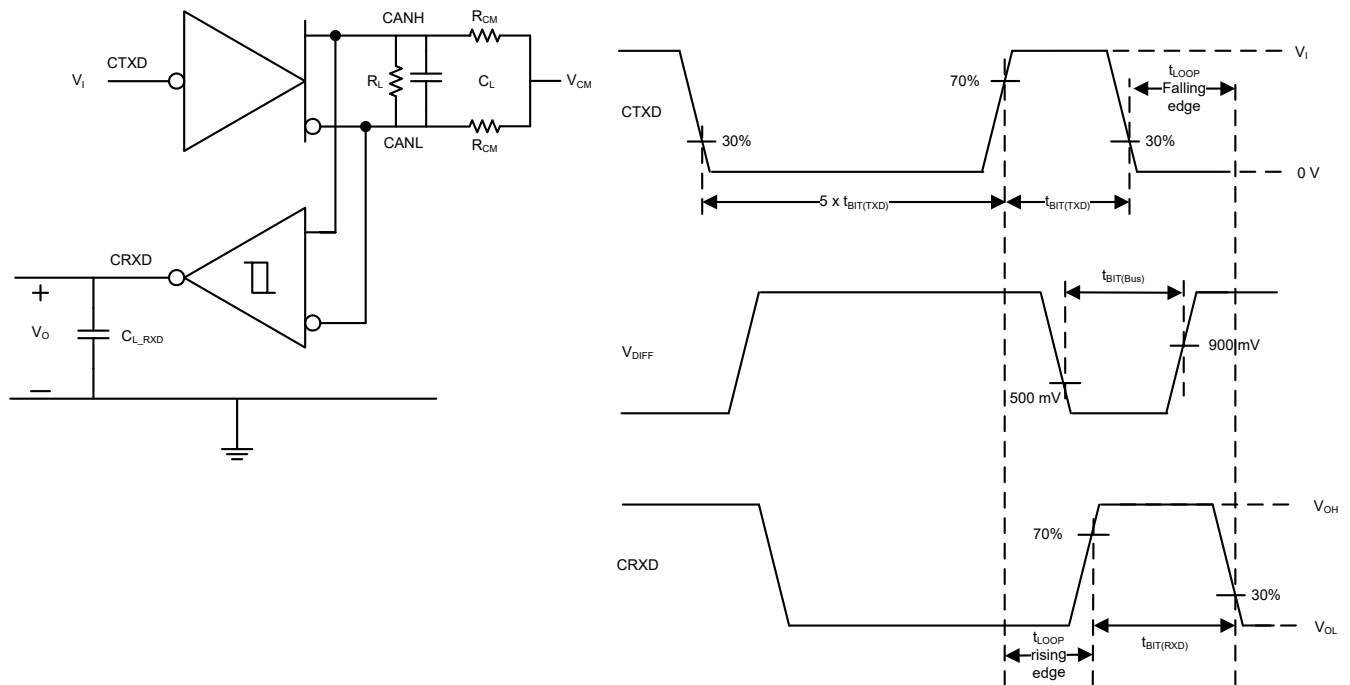 CANH
R_CM
CTXD
V_I
R_L
C_L
V_CM
CANL
R_CM
CRXD
+
V_O
C_L_RXD
—
CTXD
30%
70%
30%
V_I
t_LOOP
Falling
edge
0 V
5 x t_BIT(TXD)
t_BIT(TXD)
V_DIFF
t_BIT(Bus)
500 mV
900 mV
CRXD
70%
30%
V_OH
V_OL
t_LOOP
rising
edge
t_BIT(RXD)